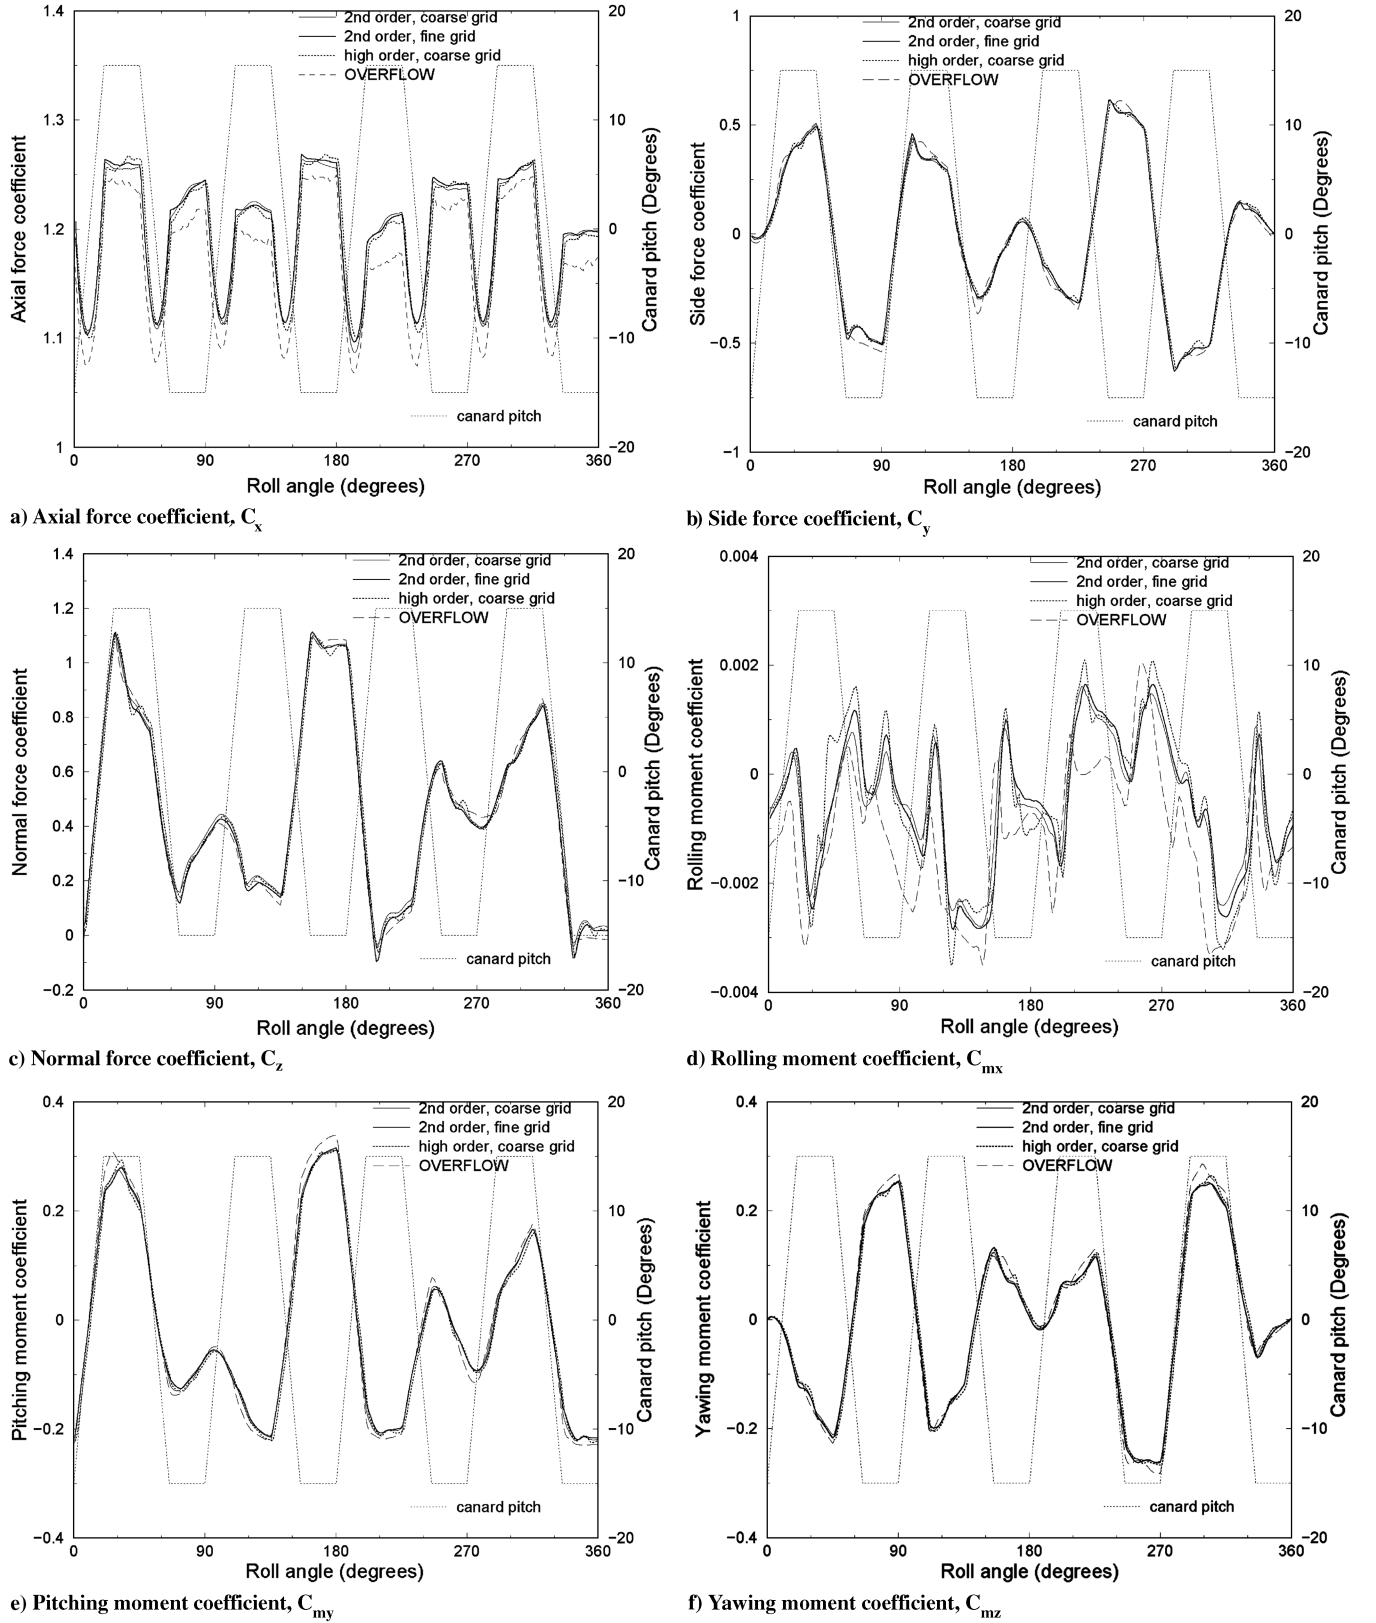 1.4
1.3
1.2
1.1
1
20
10
0
−10
−20
0
90
180
270
360
Axial force coefficient
Canard pitch (Degrees)
2nd order, coarse grid
2nd order, fine grid
high order, coarse grid
OVERFLOW
canard pitch
Roll angle (degrees)
a) Axial force coefficient, Cx
1
0.5
0
−0.5
−1
20
10
0
−10
−20
0
90
180
270
360
Side force coefficient
Canard pitch (Degrees)
2nd order, coarse grid
2nd order, fine grid
high order, coarse grid
OVERFLOW
canard pitch
Roll angle (degrees)
b) Side force coefficient, Cy
1.4
1.2
1
0.8
0.6
0.4
0.2
0
−0.2
20
10
0
−10
−20
0
90
180
270
360
Normal force coefficient
Canard pitch (Degrees)
2nd order, coarse grid
2nd order, fine grid
high order, coarse grid
OVERFLOW
canard pitch
Roll angle (degrees)
c) Normal force coefficient, Cz
0.004
0.002
0
−0.002
−0.004
20
10
0
−10
−20
0
90
180
270
360
Rolling moment coefficient
Canard pitch (Degrees)
2nd order, coarse grid
2nd order, fine grid
high order, coarse grid
OVERFLOW
canard pitch
Roll angle (degrees)
d) Rolling moment coefficient, Cmx
0.4
0.2
0
−0.2
−0.4
20
10
0
−10
−20
0
90
180
270
360
Pitching moment coefficient
Canard pitch (Degrees)
2nd order, coarse grid
2nd order, fine grid
high order, coarse grid
OVERFLOW
canard pitch
Roll angle (degrees)
e) Pitching moment coefficient, Cmy
0.4
0.2
0
−0.2
−0.4
20
10
0
−10
−20
0
90
180
270
360
Yawing moment coefficient
Canard pitch (Degrees)
2nd order, coarse grid
2nd order, fine grid
high order, coarse grid
OVERFLOW
canard pitch
Roll angle (degrees)
f) Yawing moment coefficient, Cmz